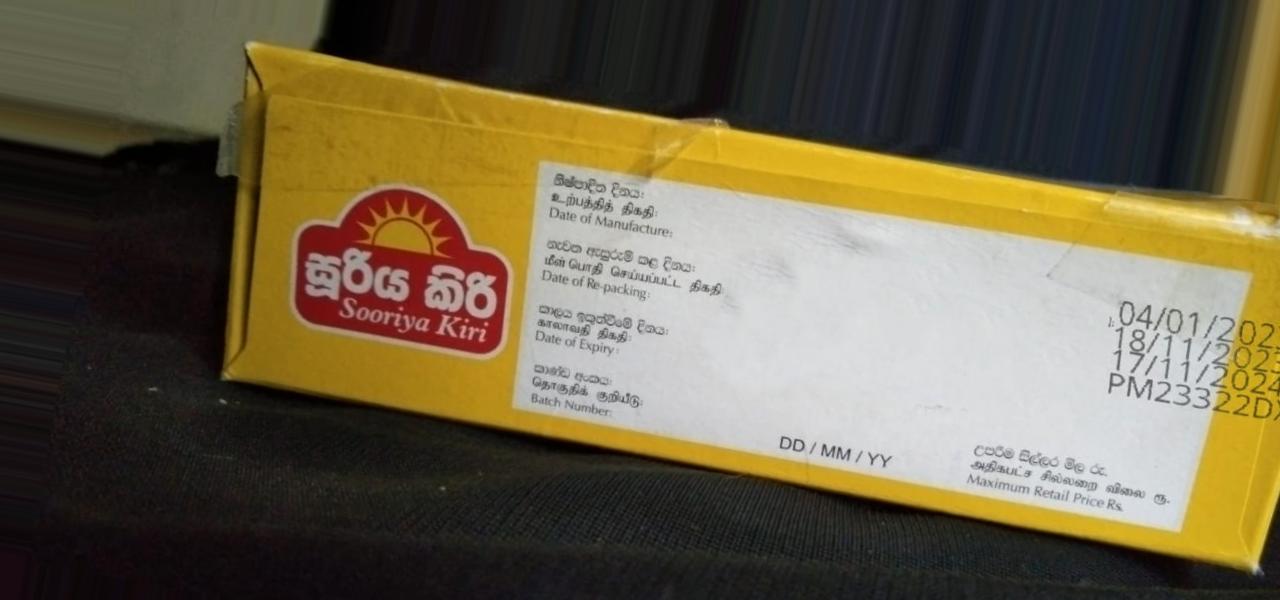 සූරිය කිරි
Sooriya Kiri
නිෂ්පාදිත දිනය:
உற்பத்தித் திகதி:
Date of Manufacture:
නැවත ඇසුරුම් කළ දිනය:
மீள் பொதி செய்யப்பட்ட திகதி:
Date of Re-packing:
කාලය ඉකුත්වීමේ දිනය:
காலாவதி திகதி:
Date of Expiry:
කාණ්ඩ අංකය:
தொகுதிக் குறியீடு:
Batch Number:
04/01/202
18/11/2023
17/11/2024
PM23322D
DD / MM / YY
උපරිම සිල්ලර මිල රු.
அதிகபட்ச சில்லறை விலை ரூ.
Maximum Retail Price Rs.